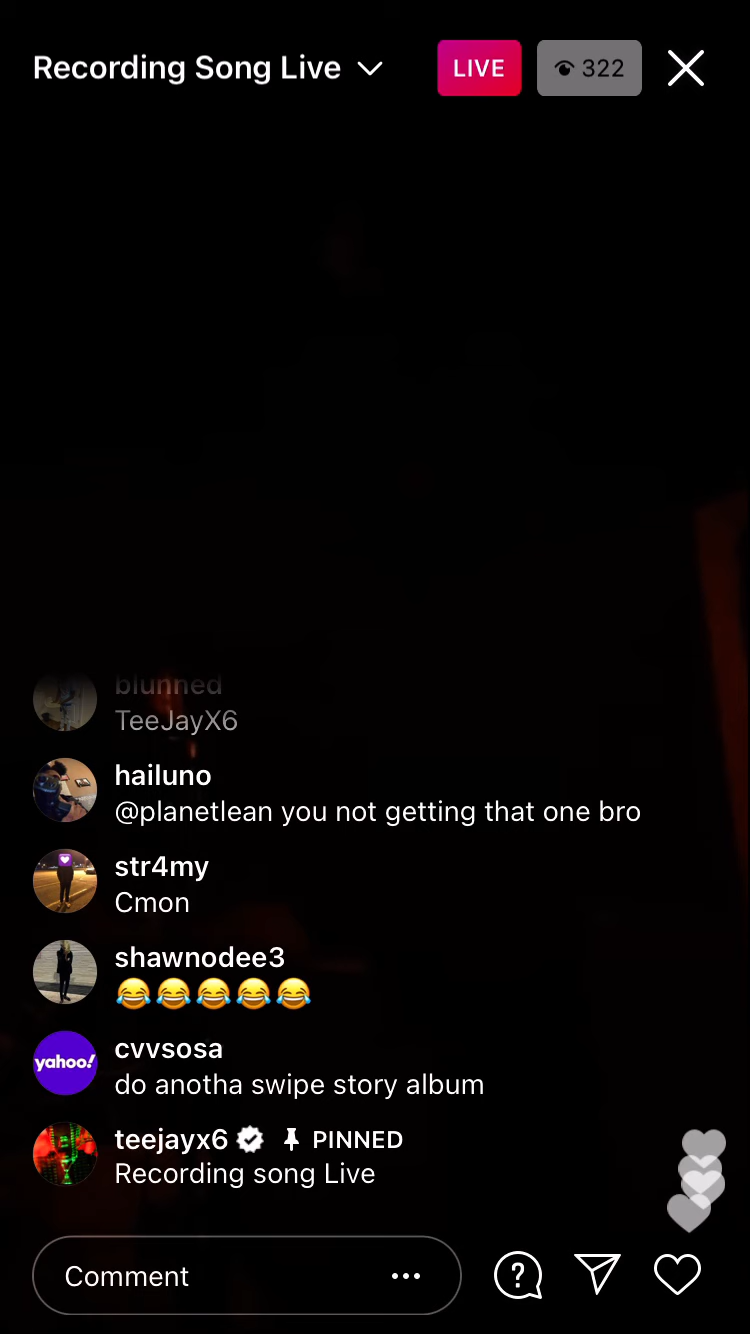 Recording Song Live
LIVE
322
blunned
TeeJayX6
hailuno
@planetlean you not getting that one bro
str4my
Cmon
shawnodee3
😂😂😂😂😂
yahoo!
cvvsosa
do anotha swipe story album
teejayx6 PINNED
Recording song Live
Comment